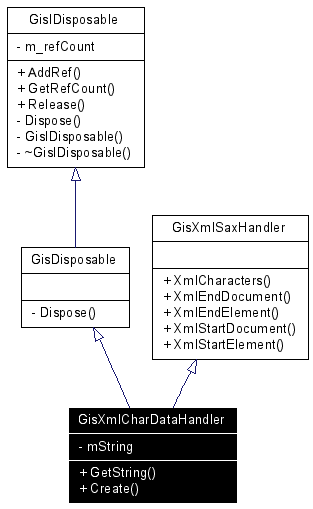 GisIDisposable
- m_refCount
+ AddRef()
+ GetRefCount()
+ Release()
- Dispose()
- GisIDisposable()
- ~GisIDisposable()
GisDisposable
- Dispose()
GisXmlSaxHandler
+ XmlCharacters()
+ XmlEndDocument()
+ XmlEndElement()
+ XmlStartDocument()
+ XmlStartElement()
GisXmlCharDataHandler
- mString
+ GetString()
+ Create()